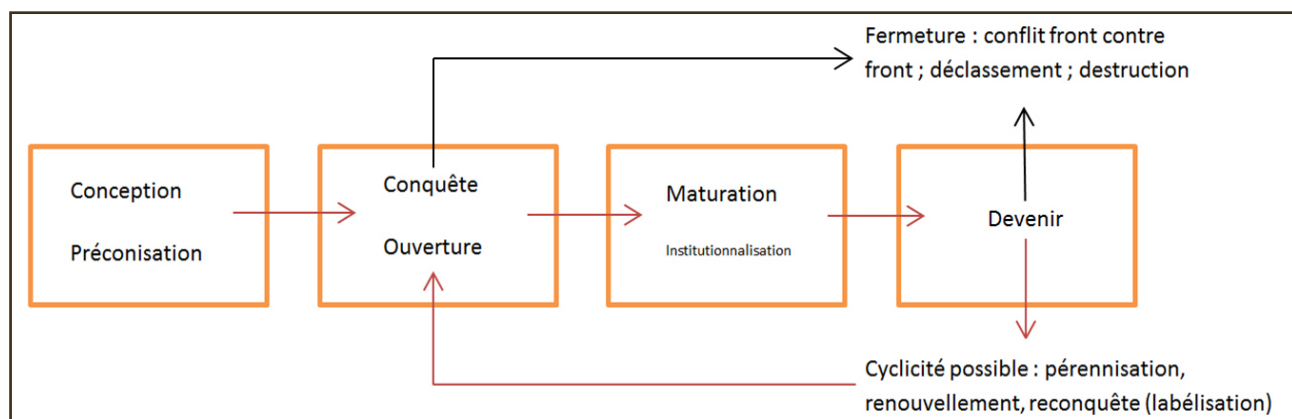 Fermeture : conflit front contre
front ; déclassement ; destruction
Conception
Préconisation
Conquête
Ouverture
Maturation
Institutionnalisation
Devenir
Cyclicité possible : pérennisation,
renouvellement, reconquête (labélisation)